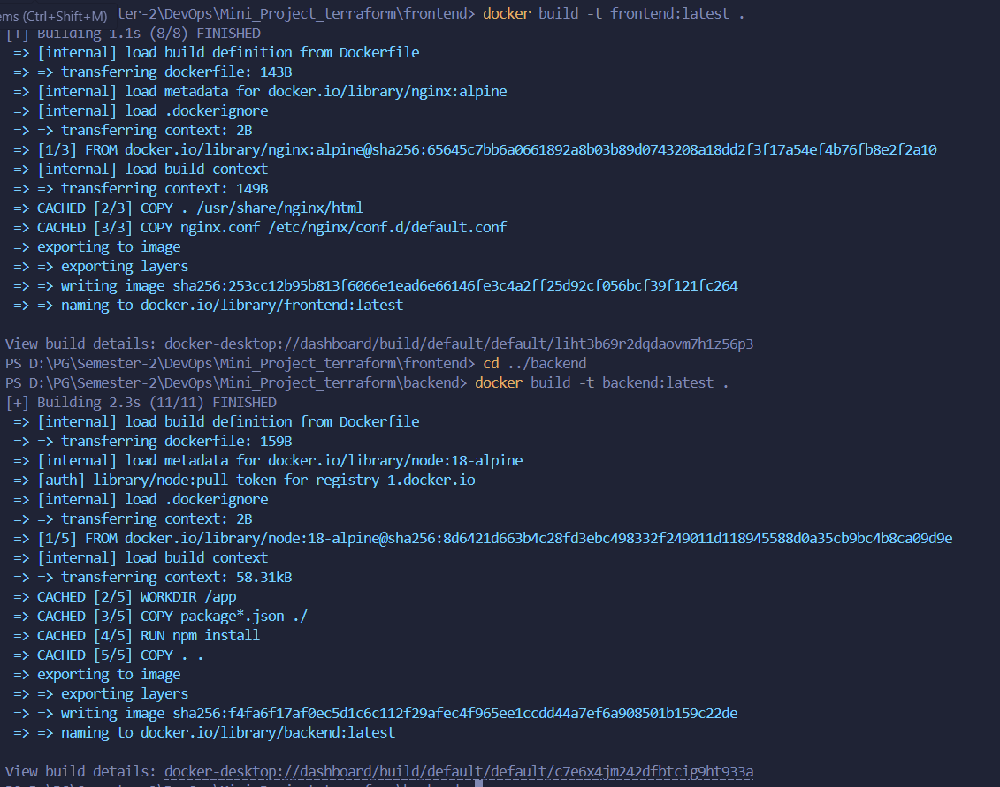 ems (Ctrl+Shift+M) ter-2\DevOps\Mini_Project_terraform\frontend> docker build -t frontend:latest .
[+] Building 1.1s (8/8) FINISHED
=> [internal] load build definition from Dockerfile
=> => transferring dockerfile: 143B
=> [internal] load metadata for docker.io/library/nginx:alpine
=> [internal] load .dockerignore
=> => transferring context: 2B
=> [1/3] FROM docker.io/library/nginx:alpine@sha256:65645c7bb6a0661892a8b03b89d0743208a18dd2f3f17a54ef4b76fb8e2f2a10
=> [internal] load build context
=> => transferring context: 149B
=> CACHED [2/3] COPY . /usr/share/nginx/html
=> CACHED [3/3] COPY nginx.conf /etc/nginx/conf.d/default.conf
=> exporting to image
=> => exporting layers
=> => writing image sha256:253cc12b95b813f6066e1ead6e66146fe3c4a2ff25d92cf056bcf39f121fc264
=> => naming to docker.io/library/frontend:latest
View build details: docker-desktop://dashboard/build/default/default/liht3b69r2dqdaovm7h1z56p3
PS D:\PG\Semester-2\DevOps\Mini_Project_terraform\frontend> cd ../backend
PS D:\PG\Semester-2\DevOps\Mini_Project_terraform\backend> docker build -t backend:latest .
[+] Building 2.3s (11/11) FINISHED
=> [internal] load build definition from Dockerfile
=> => transferring dockerfile: 159B
=> [internal] load metadata for docker.io/library/node:18-alpine
=> [auth] library/node:pull token for registry-1.docker.io
=> [internal] load .dockerignore
=> => transferring context: 2B
=> [1/5] FROM docker.io/library/node:18-alpine@sha256:8d6421d663b4c28fd3ebc498332f249011d118945588d0a35cb9bc4b8ca09d9e
=> [internal] load build context
=> => transferring context: 58.31kB
=> CACHED [2/5] WORKDIR /app
=> CACHED [3/5] COPY package*.json ./
=> CACHED [4/5] RUN npm install
=> CACHED [5/5] COPY . .
=> exporting to image
=> => exporting layers
=> => writing image sha256:f4fa6f17af0ec5d1c6c112f29afec4f965ee1ccdd44a7ef6a908501b159c22de
=> => naming to docker.io/library/backend:latest
View build details: docker-desktop://dashboard/build/default/default/c7e6x4jm242dfbtcig9ht933a